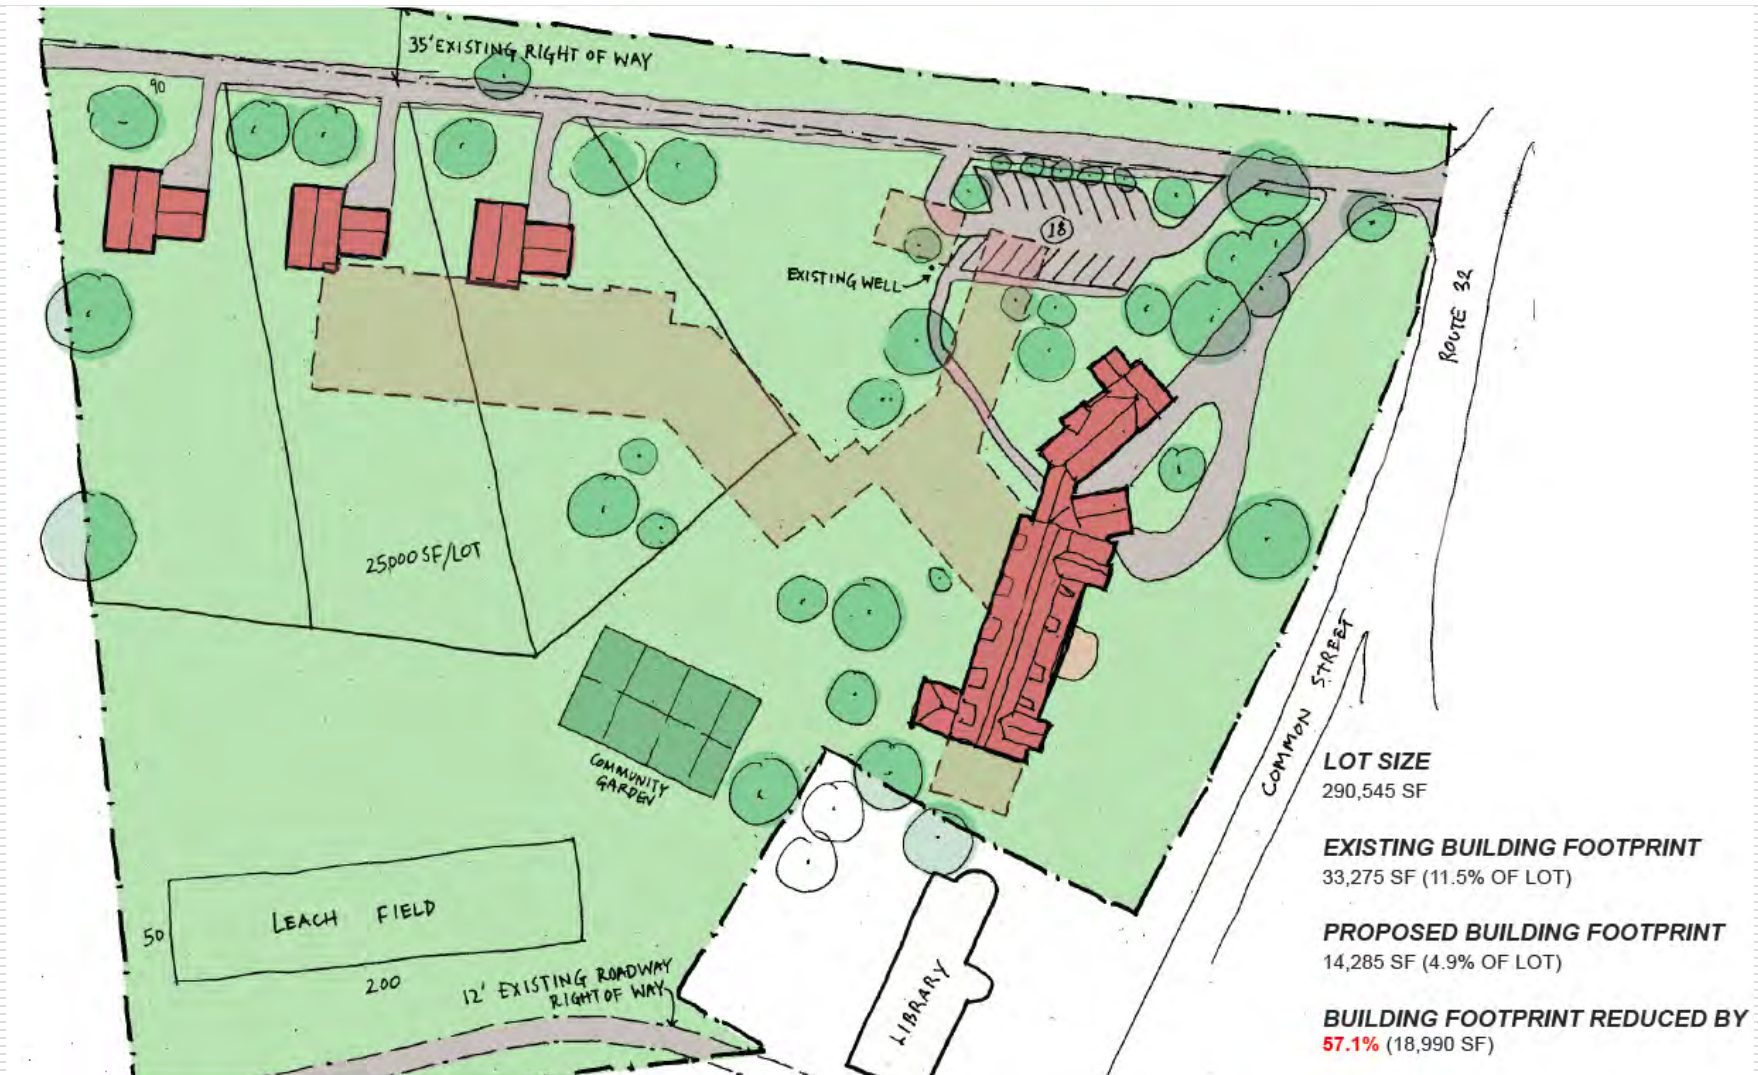 35' EXISTING RIGHT OF WAY
90
18
EXISTING WELL
ROUTE 32
25,000 SF/LOT
COMMON STREET
COMMUNITY
GARDEN
LEACH FIELD
50
200
12' EXISTING ROADWAY
RIGHT OF WAY
LIBRARY
LOT SIZE
290,545 SF
EXISTING BUILDING FOOTPRINT
33,275 SF (11.5% OF LOT)
PROPOSED BUILDING FOOTPRINT
14,285 SF (4.9% OF LOT)
BUILDING FOOTPRINT REDUCED BY
57.1% (18,990 SF)